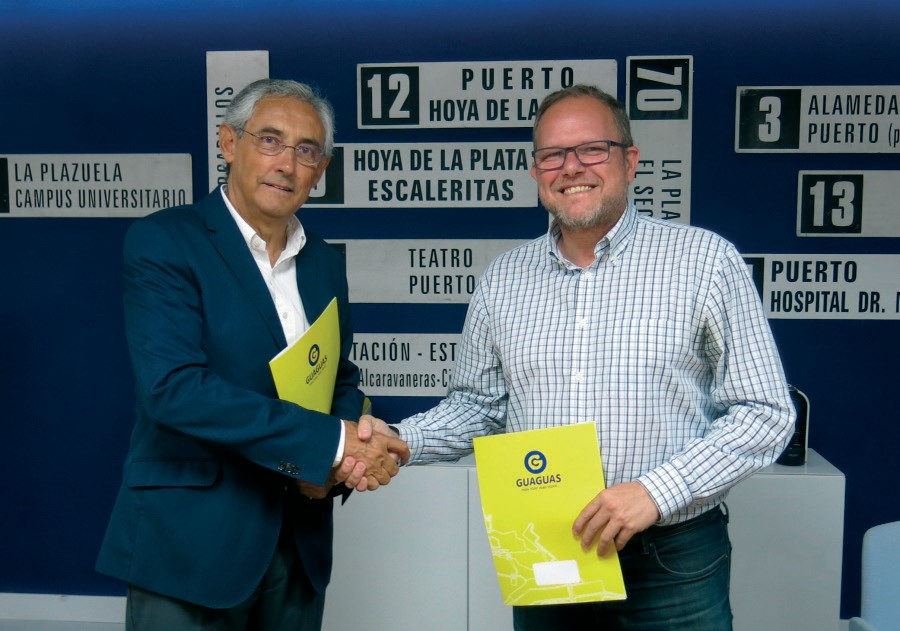 LA PLAZUELA
CAMPUS UNIVERSITARIO
12
PUERTO
HOYA DE LA
HOYA DE LA PLATA
ESCALERITAS
TEATRO
PUERTO
TACIÓN - EST
Alcaravaneras-Ci
70
LA PLA
EL SE
3
ALAMEDA
PUERTO (p
13
PUERTO
HOSPITAL DR. N
G
GUAGUAS
G
GUAGUAS